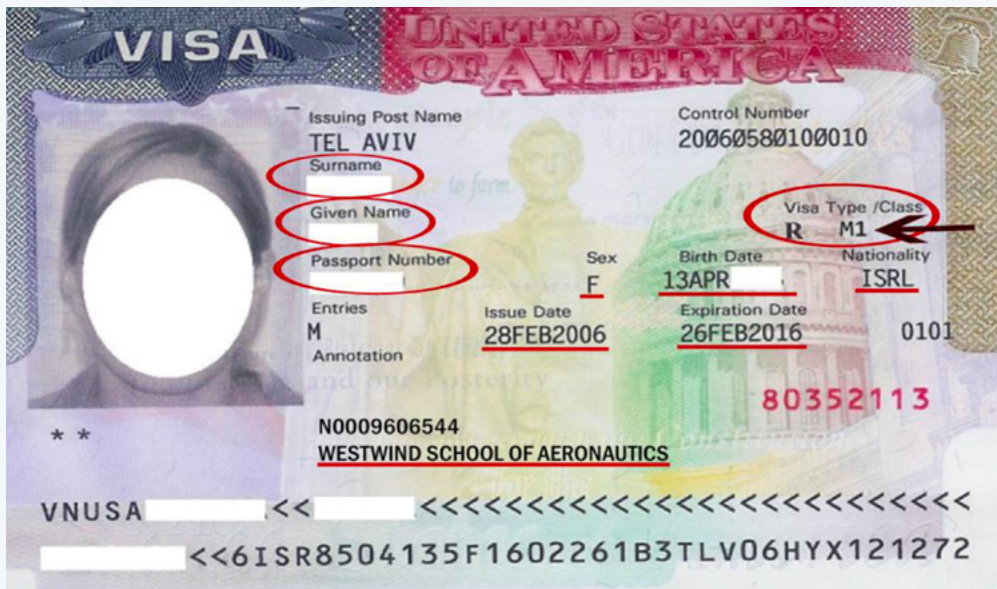 VISA
UNITED STATES
OF AMERICA
Issuing Post Name
TEL AVIV
Control Number
20060580100010
Surname
Given Name
Visa Type /Class
R M1
Passport Number
Sex
F
Birth Date
13APR
Nationality
ISRL
Entries
M
Issue Date
28FEB2006
Expiration Date
26FEB2016
0101
Annotation
80352113
* *
N0009606544
WESTWIND SCHOOL OF AERONAUTICS
VNUSA << <<<<<<<<<<<<<<<<<<<<<<<<<<
<<6ISR8504135F1602261B3TLV06HYX121272